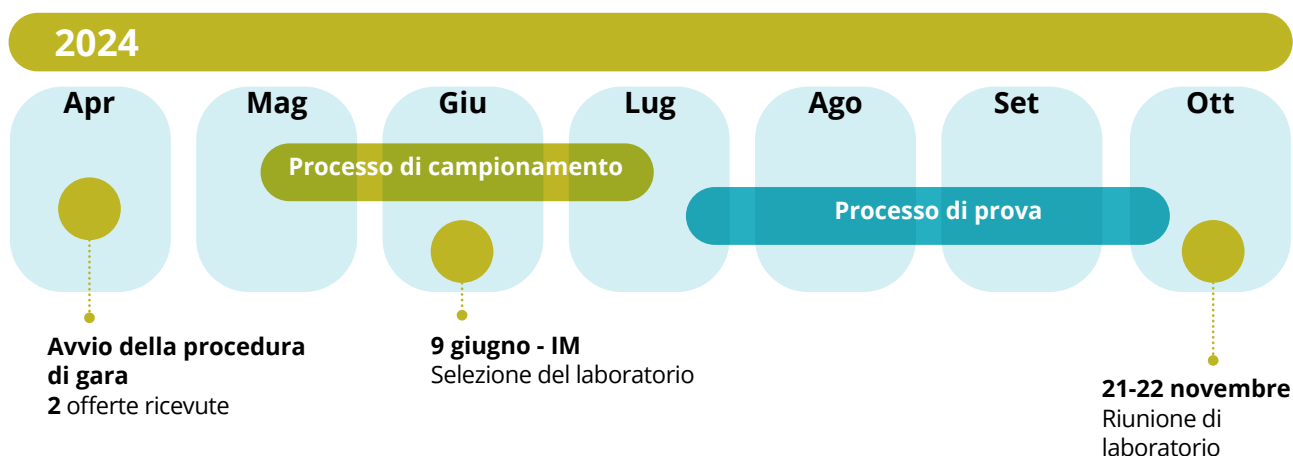 2024
Apr
Mag
Giu
Lug
Ago
Set
Ott
Processo di campionamento
Processo di prova
Avvio della procedura
di gara
2 offerte ricevute
9 giugno - IM
Selezione del laboratorio
21-22 novembre
Riunione di
laboratorio